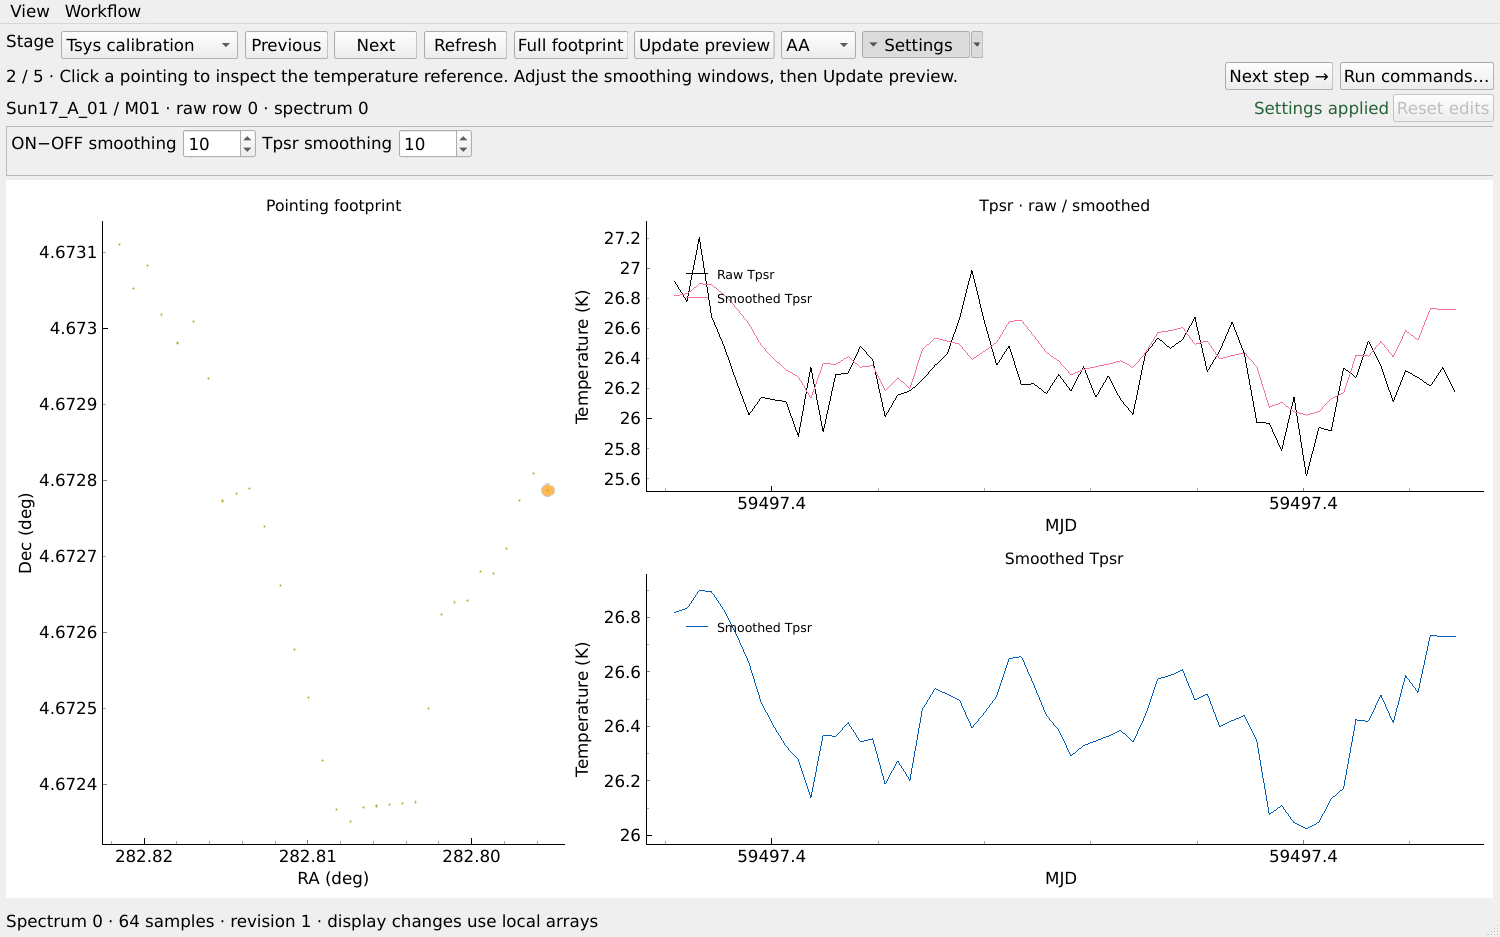 View Workflow
Stage Tsys calibration Previous Next Refresh Full footprint Update preview AA Settings
2 / 5 · Click a pointing to inspect the temperature reference. Adjust the smoothing windows, then Update preview. Next step → Run commands...
Sun17_A_01 / M01 · raw row 0 · spectrum 0 Settings applied Reset edits
ON−OFF smoothing 10 Tpsr smoothing 10
Pointing footprint
4.6731
4.673
4.6729
4.6728
4.6727
4.6726
4.6725
4.6724
Dec (deg)
282.82 282.81 282.80
RA (deg)
Tpsr · raw / smoothed
27.2
27
26.8
26.6
26.4
26.2
26
25.8
25.6
Temperature (K)
Raw Tpsr
Smoothed Tpsr
59497.4 59497.4
MJD
Smoothed Tpsr
26.8
26.6
26.4
26.2
26
Temperature (K)
Smoothed Tpsr
59497.4 59497.4
MJD
Spectrum 0 · 64 samples · revision 1 · display changes use local arrays